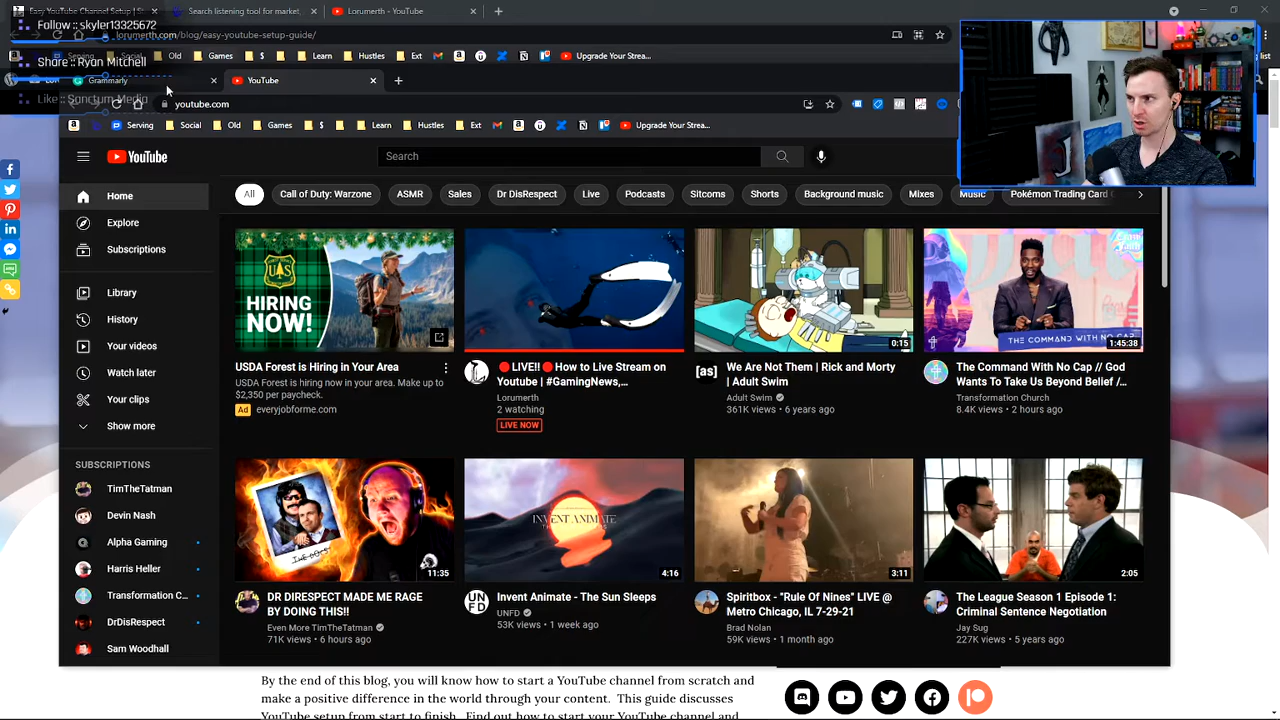 Follow :: skyler13325672
Easy YouTube Channel Setup | S
Search listening tool for market,
Lorumerth - YouTube
lorumerth.com/blog/easy-youtube-setup-guide/
Share :: Ryan Mitchell
Serving
Social
Old
Games
$
Learn
Hustles
Ext
Upgrade Your Strea...
Like :: Sanctum Media
Grammarly
YouTube
youtube.com
Serving
Social
Old
Games
$
Learn
Hustles
Ext
Upgrade Your Strea...
YouTube
Search
Home
Explore
Subscriptions
Library
History
Your videos
Watch later
Your clips
Show more
SUBSCRIPTIONS
TimTheTatman
Devin Nash
Alpha Gaming
Harris Heller
Transformation C...
DrDisRespect
Sam Woodhall
All
Call of Duty: Warzone
ASMR
Sales
Dr DisRespect
Live
Podcasts
Sitcoms
Shorts
Background music
Mixes
Music
Pokémon Trading Card G
HIRING
NOW!
USDA Forest is Hiring in Your Area
USDA Forest is hiring now in your area. Make up to
$2,350 per paycheck.
Ad everyjobforme.com
🔴LIVE!!🔴How to Live Stream on
Youtube | #GamingNews,...
Lorumerth
2 watching
LIVE NOW
0:15
[as]
We Are Not Them | Rick and Morty
| Adult Swim
Adult Swim
361K views • 6 years ago
THE COMMAND WITH NO CAP
1:45:38
The Command With No Cap // God
Wants To Take Us Beyond Belief /...
Transformation Church
8.4K views • 2 hours ago
11:35
DR DIRESPECT MADE ME RAGE
BY DOING THIS!!
Even More TimTheTatman
71K views • 6 hours ago
INVENT ANIMATE
4:16
UN
FD
Invent Animate - The Sun Sleeps
UNFD
53K views • 1 week ago
3:11
Spiritbox - "Rule Of Nines" LIVE @
Metro Chicago, IL 7-29-21
Brad Nolan
59K views • 1 month ago
2:05
The League Season 1 Episode 1:
Criminal Sentence Negotiation
Jay Sug
227K views • 5 years ago
By the end of this blog, you will know how to start a YouTube channel from scratch and
make a positive difference in the world through your content. This guide discusses
YouTube setup from start to finish. Find out how to start your YouTube channel and